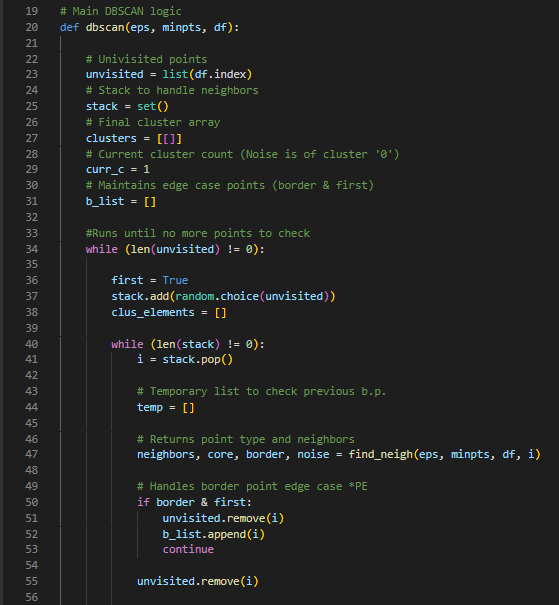 19 # Main DBSCAN logic
20 def dbscan(eps, minpts, df):
21
22     # Univisited points
23     unvisited = list(df.index)
24     # Stack to handle neighbors
25     stack = set()
26     # Final cluster array
27     clusters = [[]]
28     # Current cluster count (Noise is of cluster '0')
29     curr_c = 1
30     # Maintains edge case points (border & first)
31     b_list = []
32
33     #Runs until no more points to check
34     while (len(unvisited) != 0):
35
36         first = True
37         stack.add(random.choice(unvisited))
38         clus_elements = []
39
40         while (len(stack) != 0):
41             i = stack.pop()
42
43             # Temporary list to check previous b.p.
44             temp = []
45
46             # Returns point type and neighbors
47             neighbors, core, border, noise = find_neigh(eps, minpts, df, i)
48
49             # Handles border point edge case *PE
50             if border & first:
51                 unvisited.remove(i)
52                 b_list.append(i)
53                 continue
54
55             unvisited.remove(i)
56